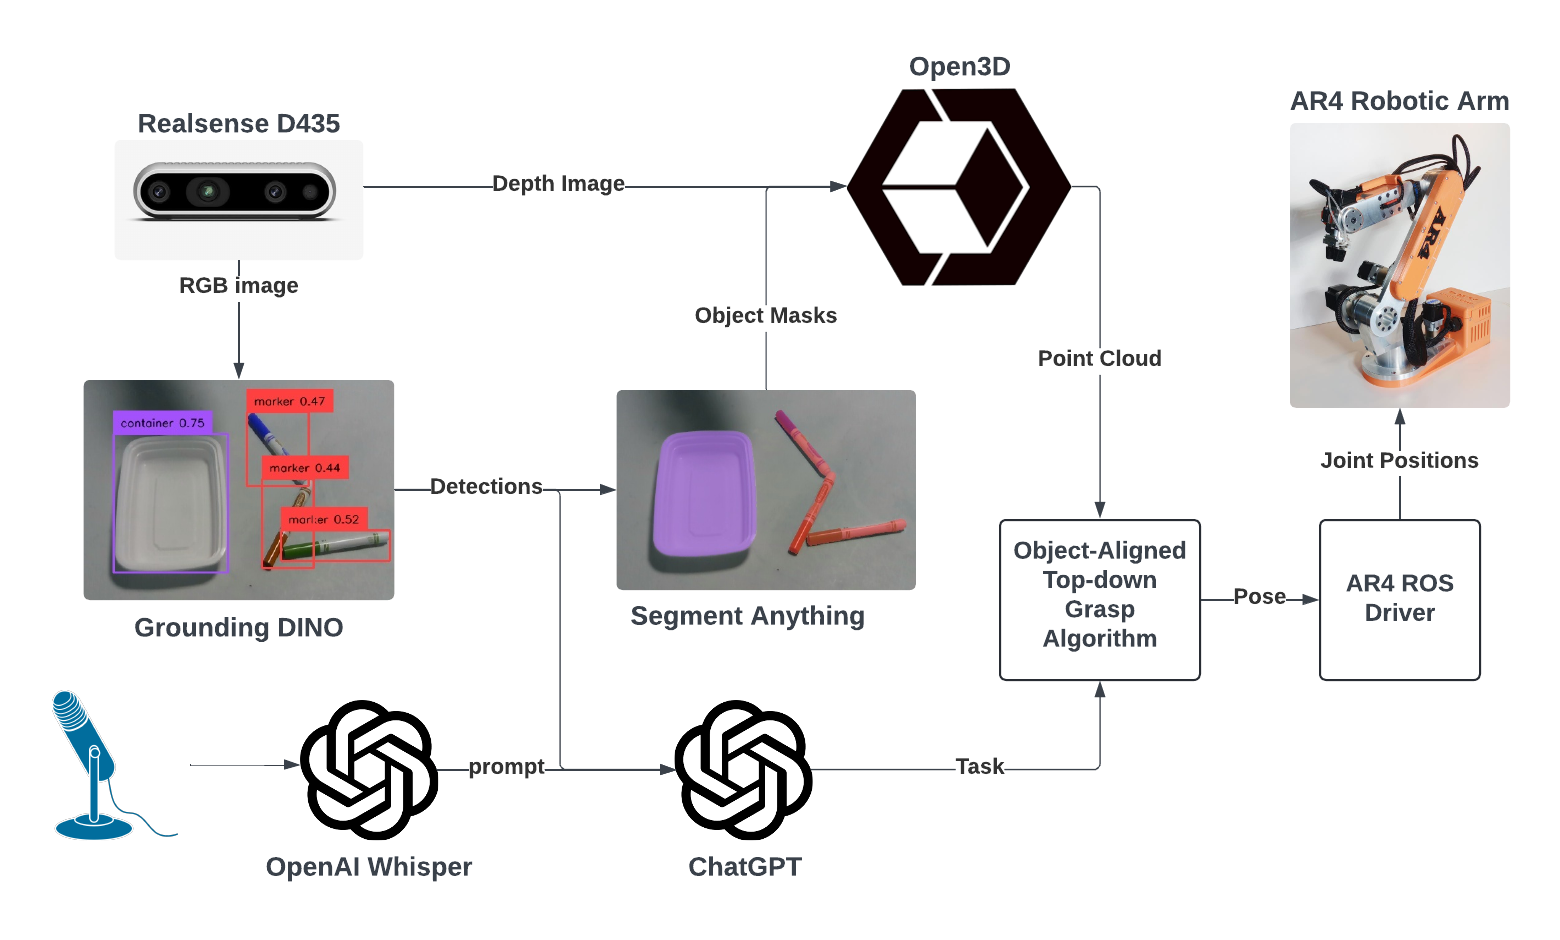 Open3D
AR4 Robotic Arm
Realsense D435
Depth Image
RGB image
Object Masks
Point Cloud
AR4
container 0.75
marker 0.47
marker 0.44
marker 0.52
Detections
Joint Positions
Grounding DINO
Segment Anything
Object-Aligned
Top-down
Grasp
Algorithm
Pose
AR4 ROS
Driver
prompt
Task
OpenAI Whisper
ChatGPT